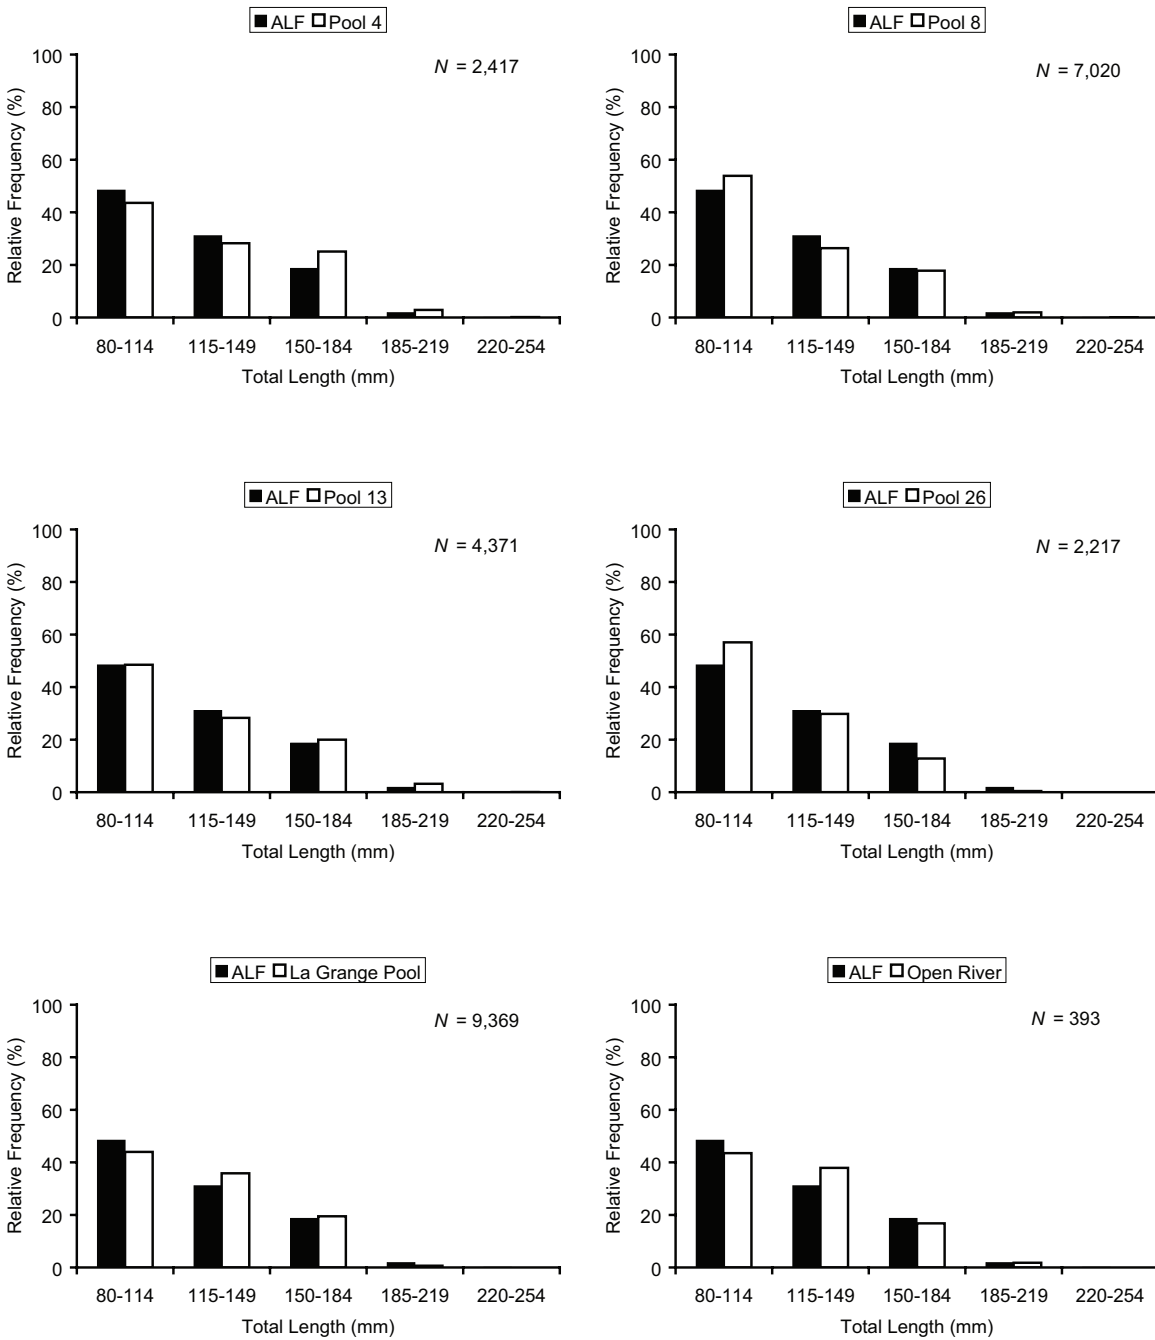 ALF Pool 4
N = 2,417
Relative Frequency (%)
100
80
60
40
20
0
80-114 115-149 150-184 185-219 220-254
Total Length (mm)
ALF Pool 8
N = 7,020
Relative Frequency (%)
100
80
60
40
20
0
80-114 115-149 150-184 185-219 220-254
Total Length (mm)
ALF Pool 13
N = 4,371
Relative Frequency (%)
100
80
60
40
20
0
80-114 115-149 150-184 185-219 220-254
Total Length (mm)
ALF Pool 26
N = 2,217
Relative Frequency (%)
100
80
60
40
20
0
80-114 115-149 150-184 185-219 220-254
Total Length (mm)
ALF La Grange Pool
N = 9,369
Relative Frequency (%)
100
80
60
40
20
0
80-114 115-149 150-184 185-219 220-254
Total Length (mm)
ALF Open River
N = 393
Relative Frequency (%)
100
80
60
40
20
0
80-114 115-149 150-184 185-219 220-254
Total Length (mm)